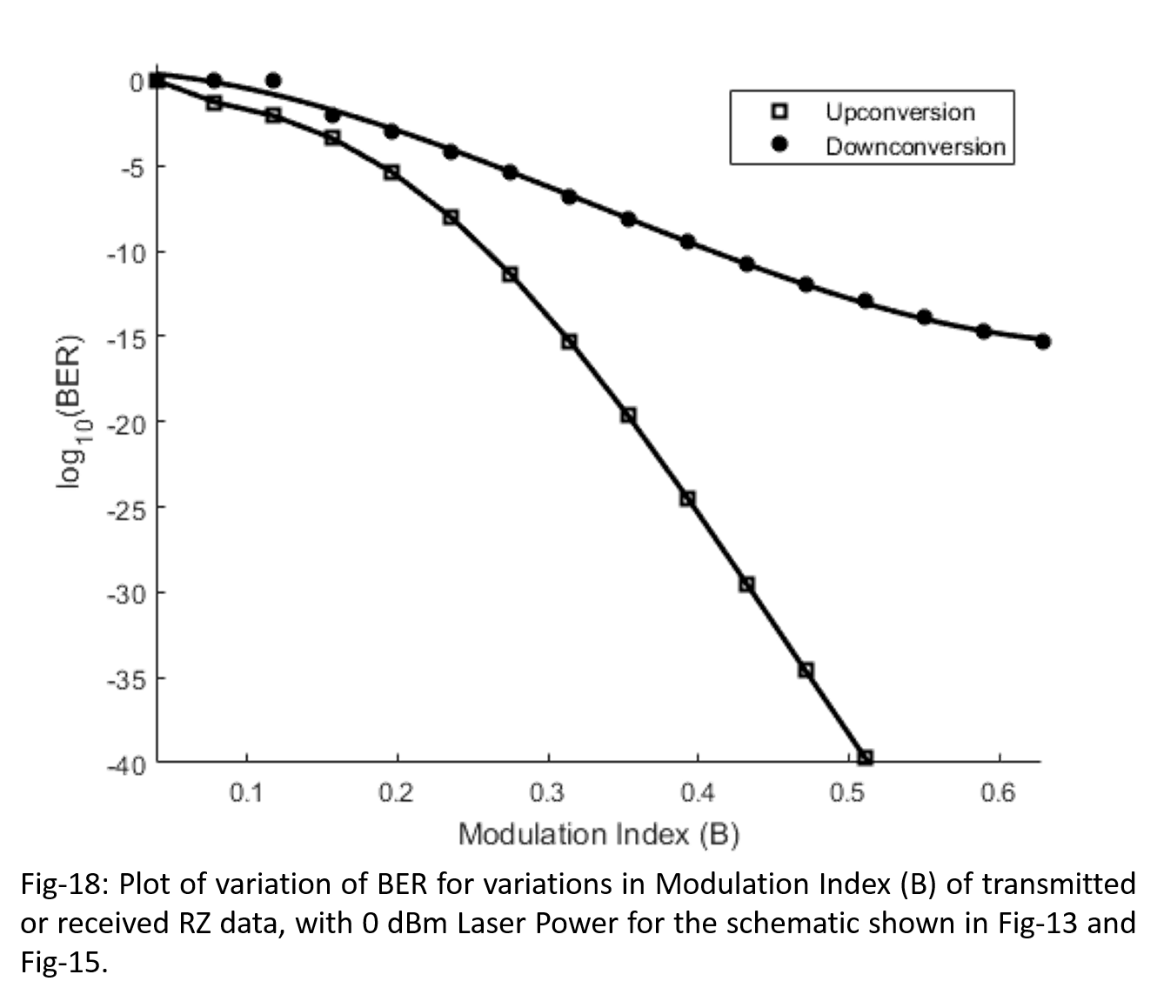 0
-5
-10
-15
-20
-25
-30
-35
-40
log10(BER)
Upconversion
Downconversion
0.1 0.2 0.3 0.4 0.5 0.6
Modulation Index (B)
Fig-18: Plot of variation of BER for variations in Modulation Index (B) of transmitted
or received RZ data, with 0 dBm Laser Power for the schematic shown in Fig-13 and
Fig-15.